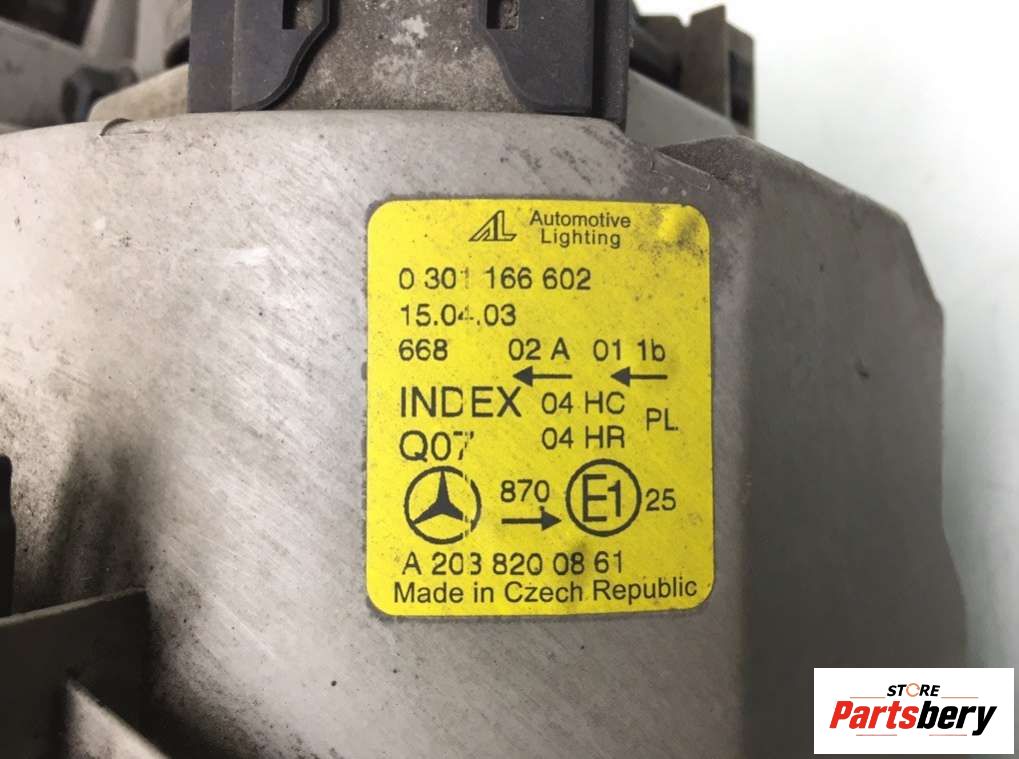 AL Automotive
Lighting
0 301 166 602
15.04.03
668 02 A 01 1b
INDEX 04 HC PL
Q07 04 HR
870 E1 25
A 203 820 08 61
Made in Czech Republic
STORE
Partsbery